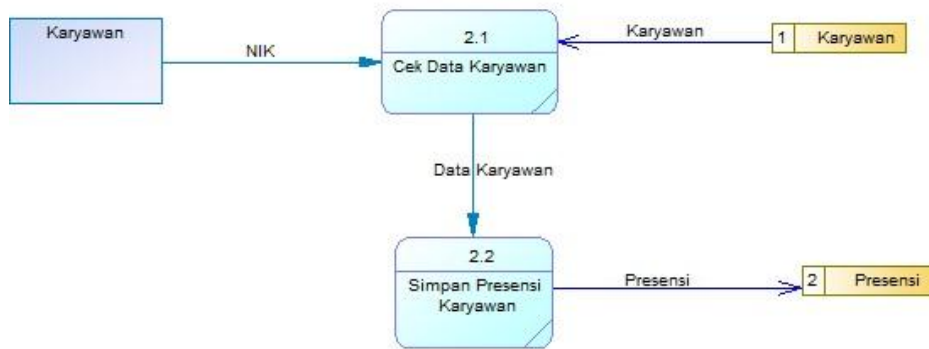 Karyawan
NIK
2.1
Cek Data Karyawan
Karyawan
1 Karyawan
Data Karyawan
2.2
Simpan Presensi
Karyawan
Presensi
2 Presensi